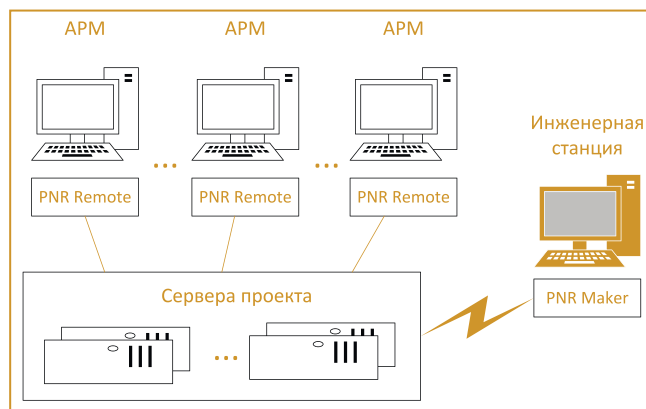 АРМ
АРМ
АРМ
Инженерная
станция
...
...
PNR Remote
PNR Remote
PNR Remote
PNR Maker
Сервера проекта
...